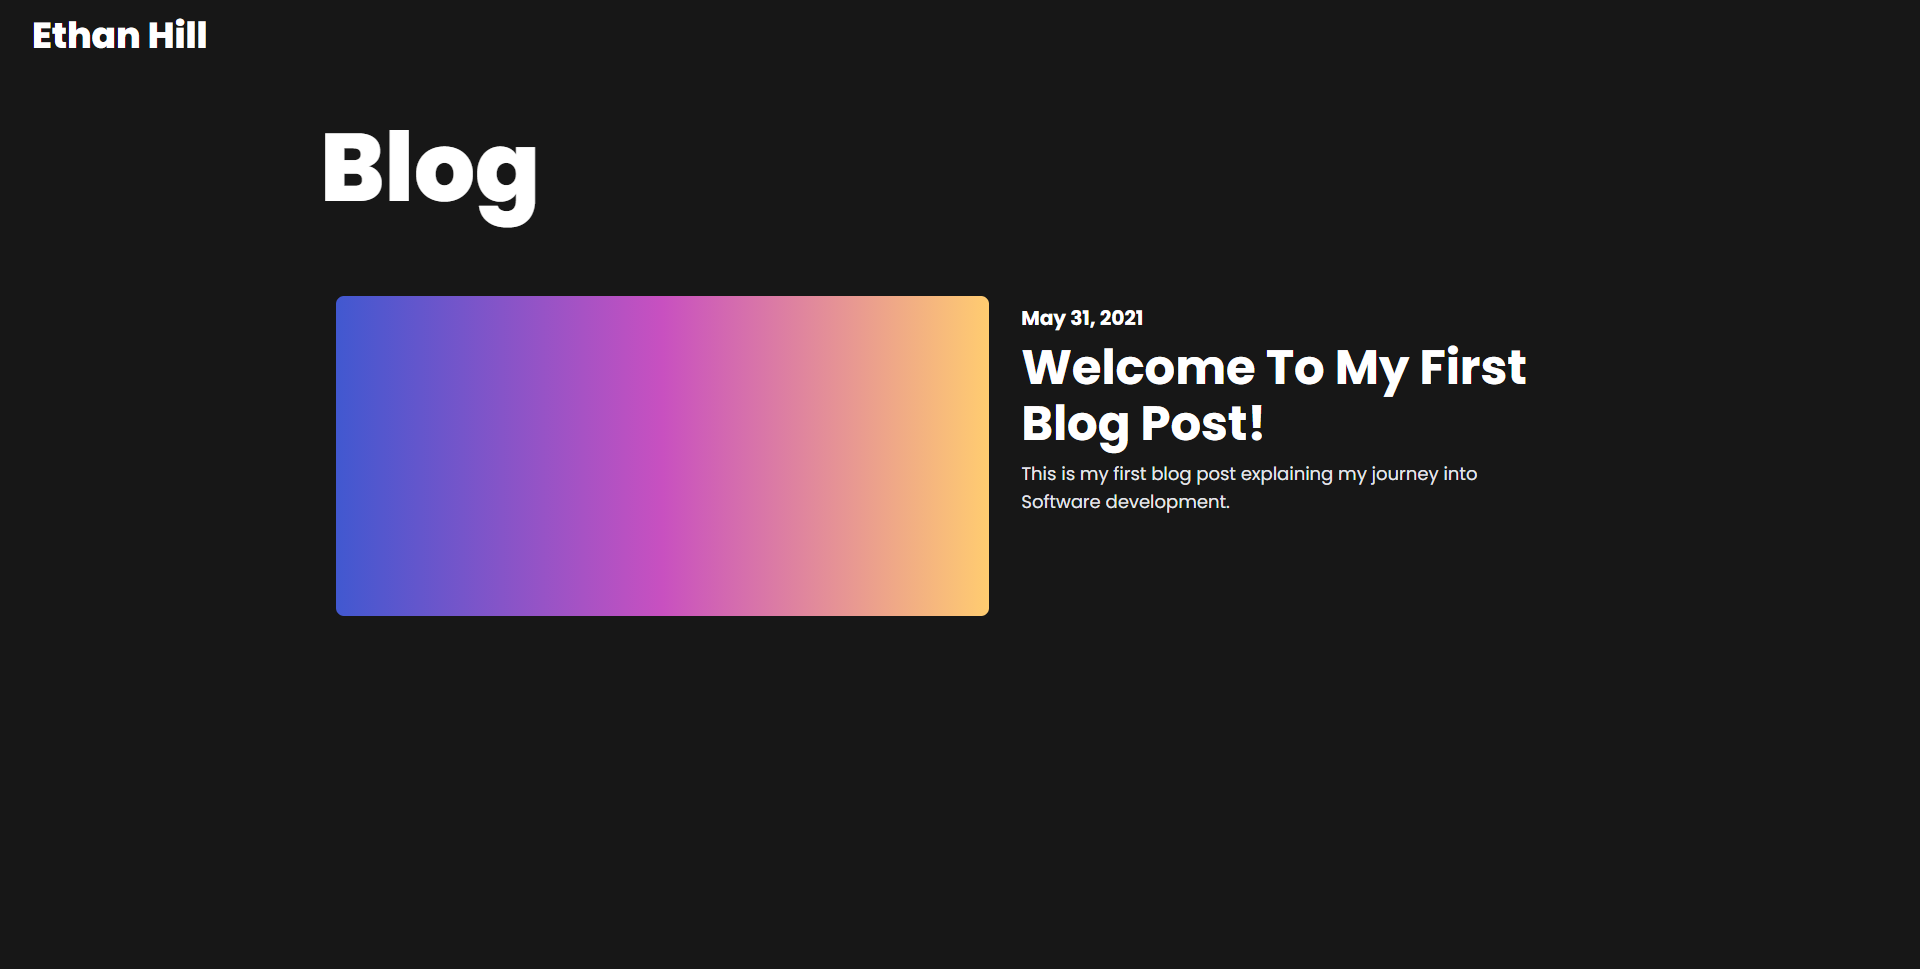 Ethan Hill
Blog
May 31, 2021
Welcome To My First
Blog Post!
This is my first blog post explaining my journey into
Software development.